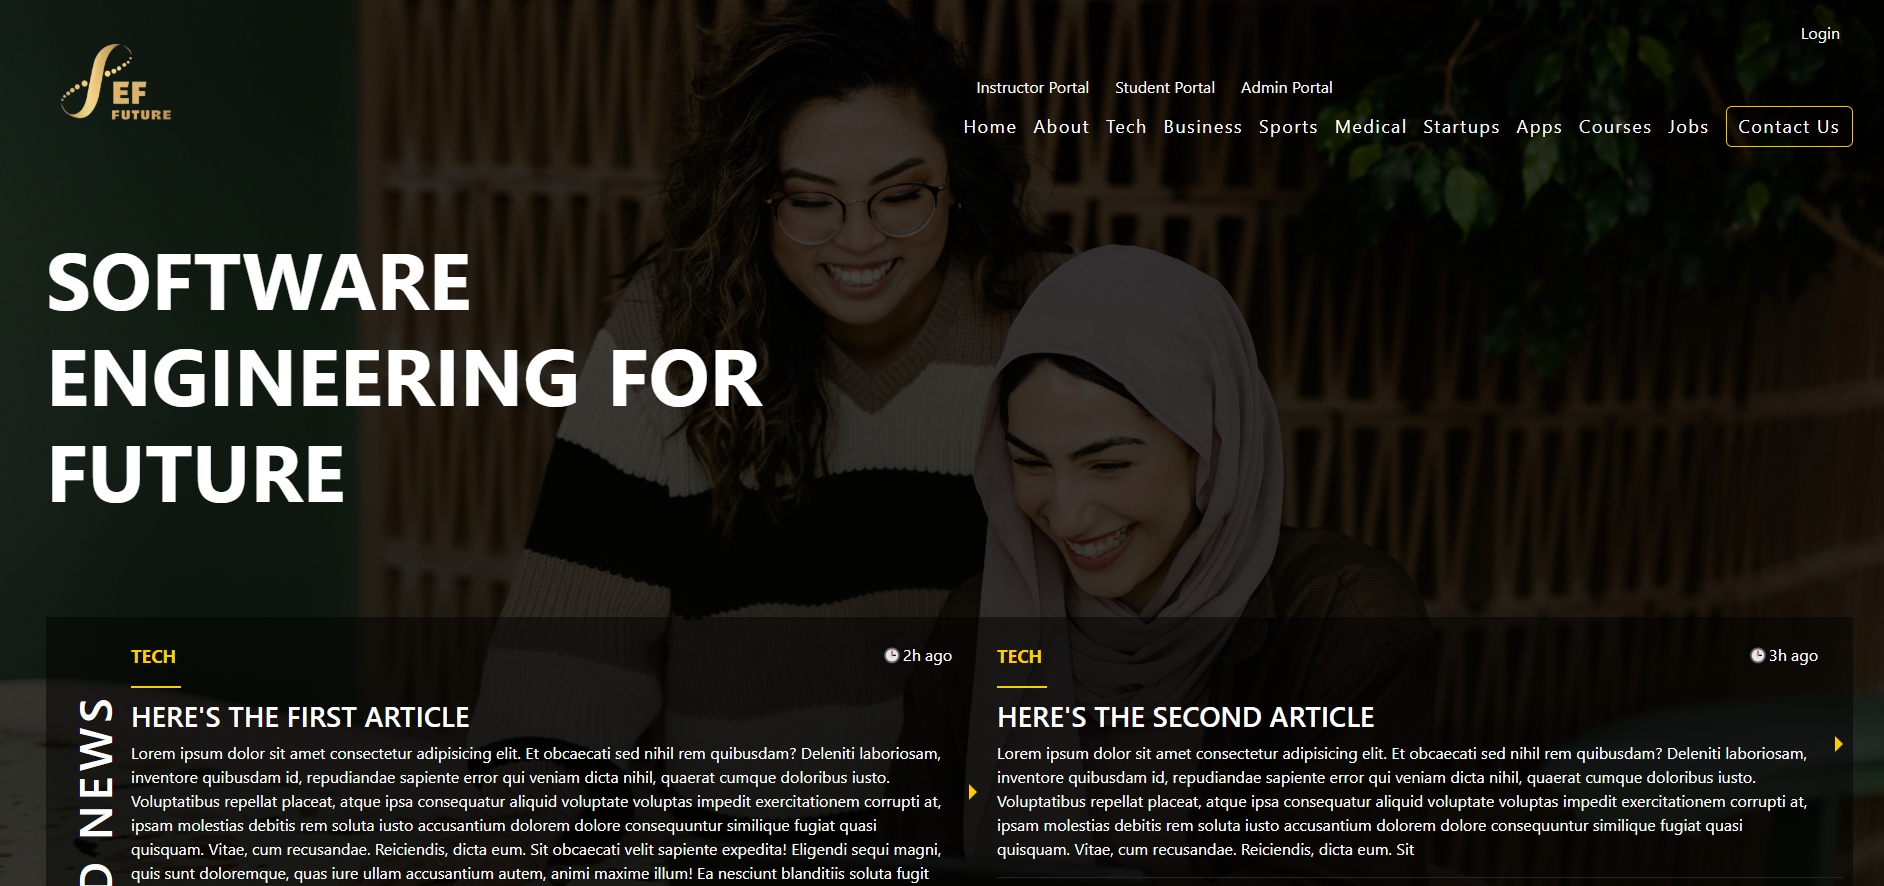 Login
EF
FUTURE
Instructor Portal Student Portal Admin Portal
Home About Tech Business Sports Medical Startups Apps Courses Jobs Contact Us
SOFTWARE
ENGINEERING FOR
FUTURE
D NEWS
TECH
2h ago
HERE'S THE FIRST ARTICLE
Lorem ipsum dolor sit amet consectetur adipisicing elit. Et obcaecati sed nihil rem quibusdam? Deleniti laboriosam,
inventore quibusdam id, repudiandae sapiente error qui veniam dicta nihil, quaerat cumque doloribus iusto.
Voluptatibus repellat placeat, atque ipsa consequatur aliquid voluptate voluptas impedit exercitationem corrupti at,
ipsam molestias debitis rem soluta iusto accusantium dolorem dolore consequuntur similique fugiat quasi
quisquam. Vitae, cum recusandae. Reiciendis, dicta eum. Sit obcaecati velit sapiente expedita! Eligendi sequi magni,
quis sunt doloremque, quas iure ullam accusantium autem, animi maxime illum! Ea nesciunt blanditiis soluta fugit
TECH
3h ago
HERE'S THE SECOND ARTICLE
Lorem ipsum dolor sit amet consectetur adipisicing elit. Et obcaecati sed nihil rem quibusdam? Deleniti laboriosam,
inventore quibusdam id, repudiandae sapiente error qui veniam dicta nihil, quaerat cumque doloribus iusto.
Voluptatibus repellat placeat, atque ipsa consequatur aliquid voluptate voluptas impedit exercitationem corrupti at,
ipsam molestias debitis rem soluta iusto accusantium dolorem dolore consequuntur similique fugiat quasi
quisquam. Vitae, cum recusandae. Reiciendis, dicta eum. Sit